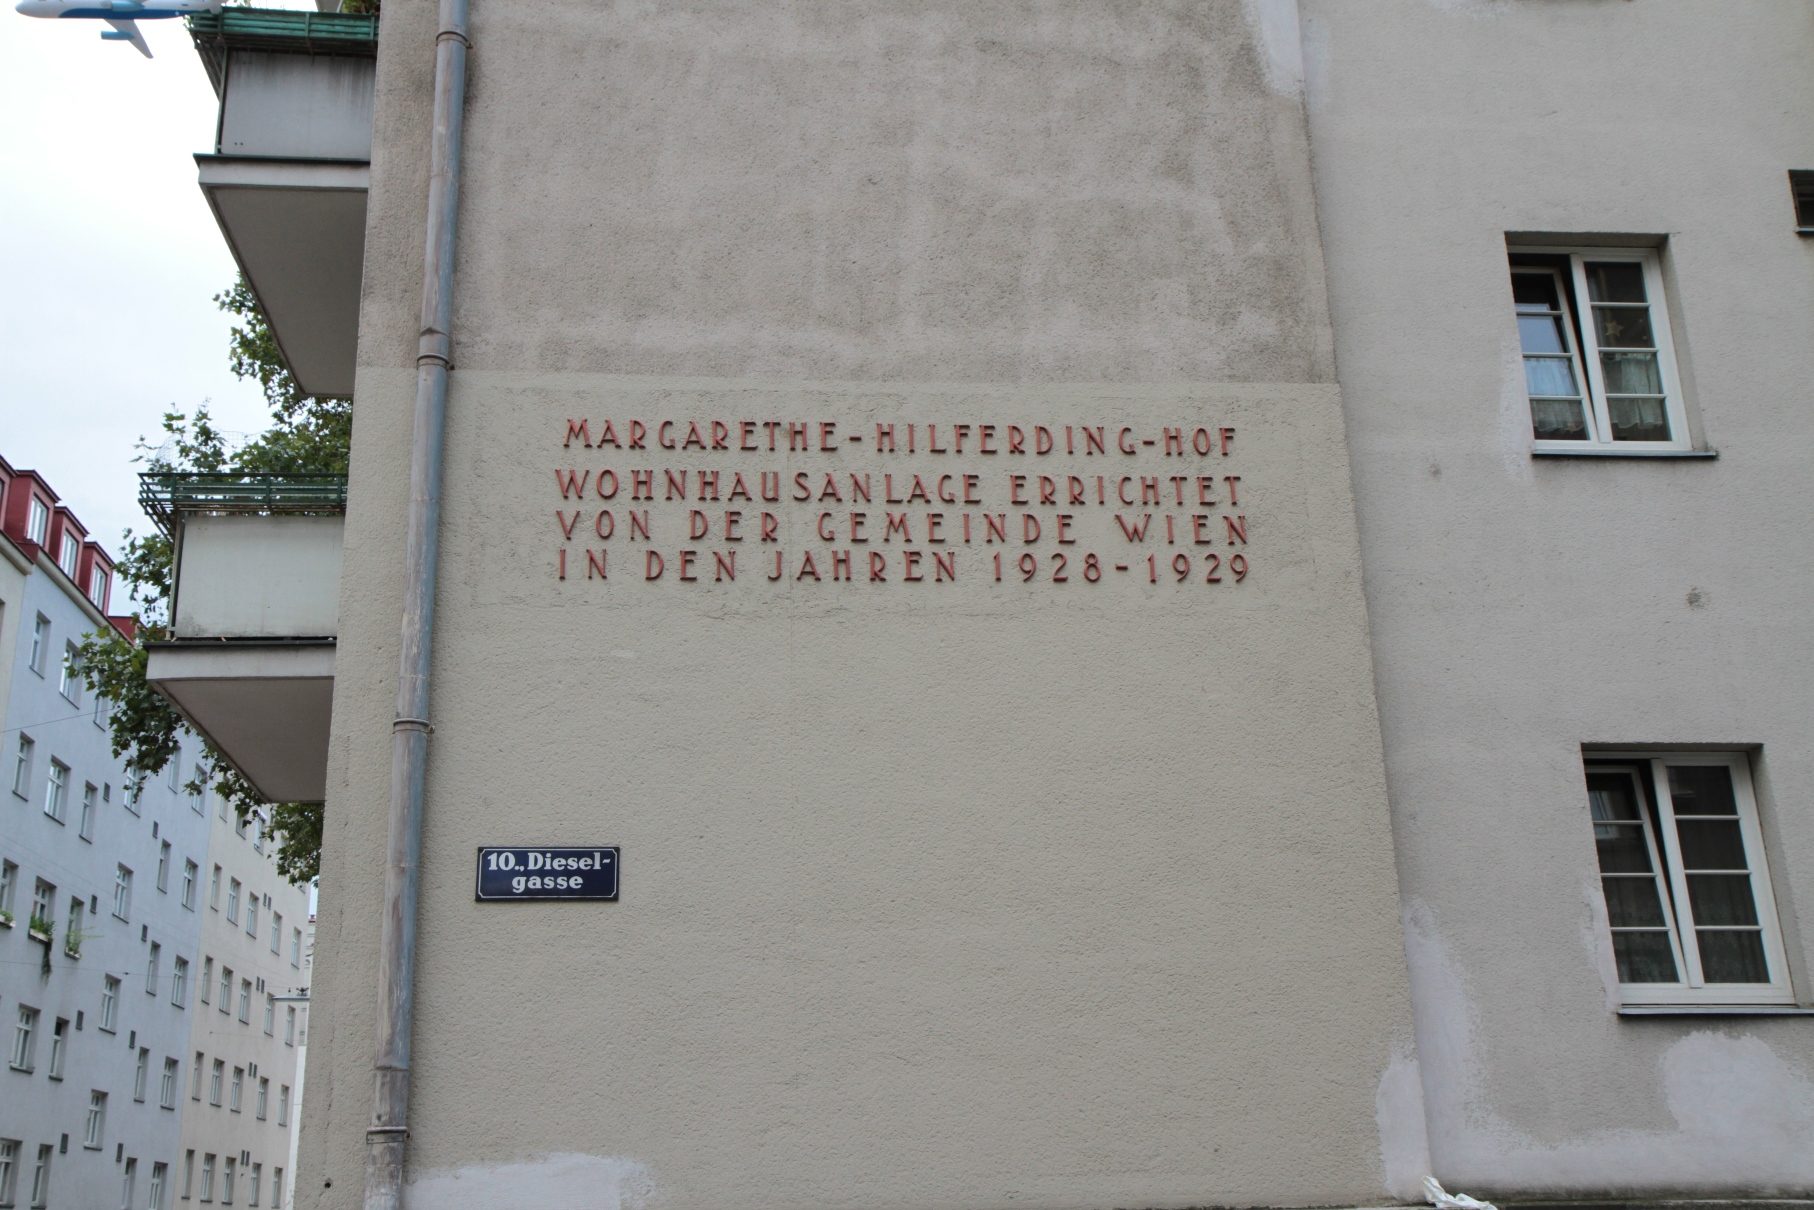 MARGARETHE-HILFERDING-HOF
WOHNHAUSANLAGE ERRICHTET
VON DER GEMEINDE WIEN
IN DEN JAHREN 1928-1929
10., Diesel-
gasse